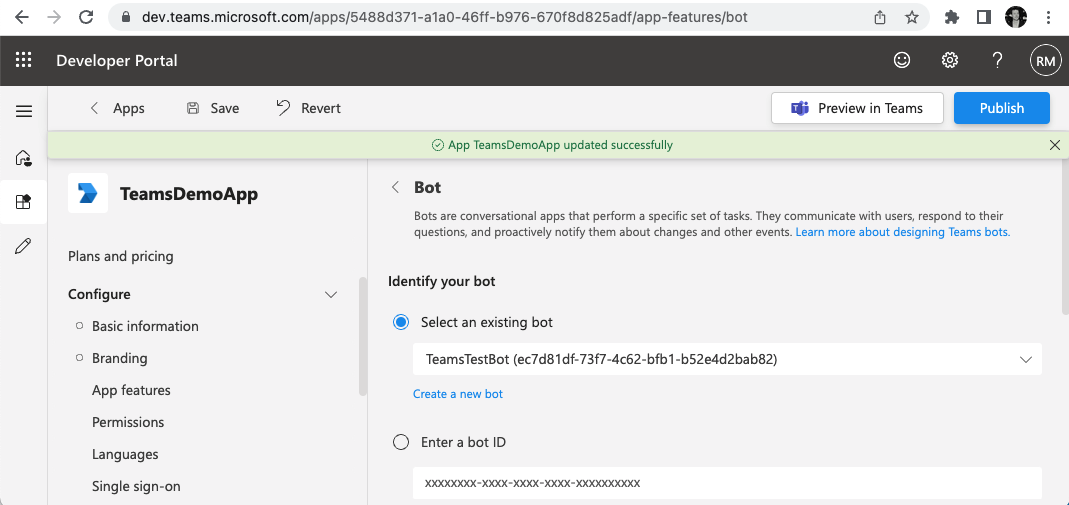 dev.teams.microsoft.com/apps/5488d371-a1a0-46ff-b976-670f8d825adf/app-features/bot
Developer Portal
RM
Apps
Save
Revert
Preview in Teams
Publish
App TeamsDemoApp updated successfully
TeamsDemoApp
Plans and pricing
Configure
Basic information
Branding
App features
Permissions
Languages
Single sign-on
Bot
Bots are conversational apps that perform a specific set of tasks. They communicate with users, respond to their
questions, and proactively notify them about changes and other events. Learn more about designing Teams bots.
Identify your bot
Select an existing bot
TeamsTestBot (ec7d81df-73f7-4c62-bfb1-b52e4d2bab82)
Create a new bot
Enter a bot ID
xxxxxxxx-xxxx-xxxx-xxxx-xxxxxxxxxx